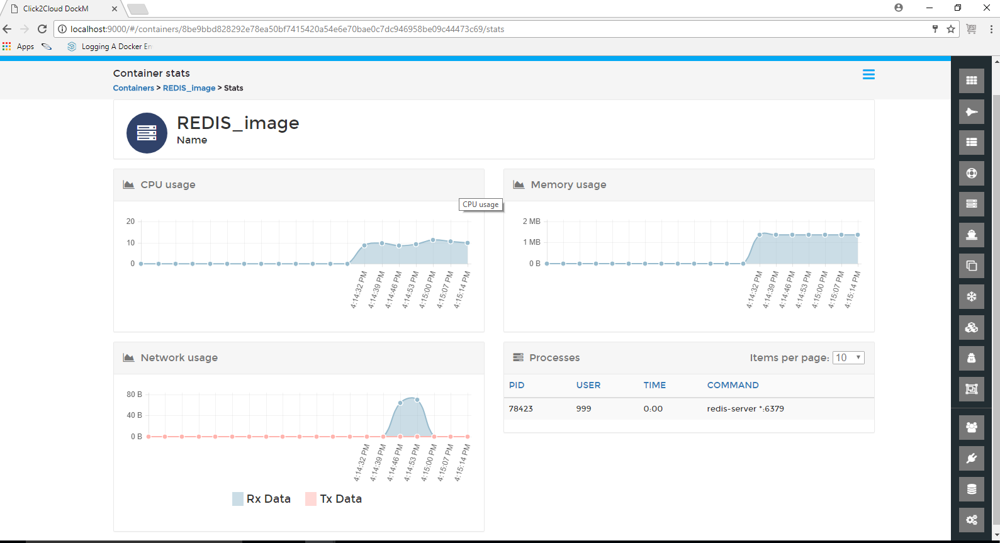 Click2Cloud DockM
localhost:9000/#/containers/8be9bbd828292e78ea50bf7415420a54e6e70bae0c7dc946958be09c44473c69/stats
Apps
Logging A Docker En
Container stats
Containers > REDIS_image > Stats
REDIS_image
Name
CPU usage
CPU usage
20
10
0
4:14:32 PM
4:14:39 PM
4:14:46 PM
4:14:53 PM
4:15:00 PM
4:15:07 PM
4:15:14 PM
Memory usage
2 MB
1 MB
0 B
4:14:32 PM
4:14:39 PM
4:14:46 PM
4:14:53 PM
4:15:00 PM
4:15:07 PM
4:15:14 PM
Network usage
80 B
40 B
0 B
4:14:32 PM
4:14:39 PM
4:14:46 PM
4:14:53 PM
4:15:00 PM
4:15:07 PM
4:15:14 PM
Rx Data Tx Data
Processes Items per page: 10
PID USER TIME COMMAND
78423 999 0:00 redis-server *:6379